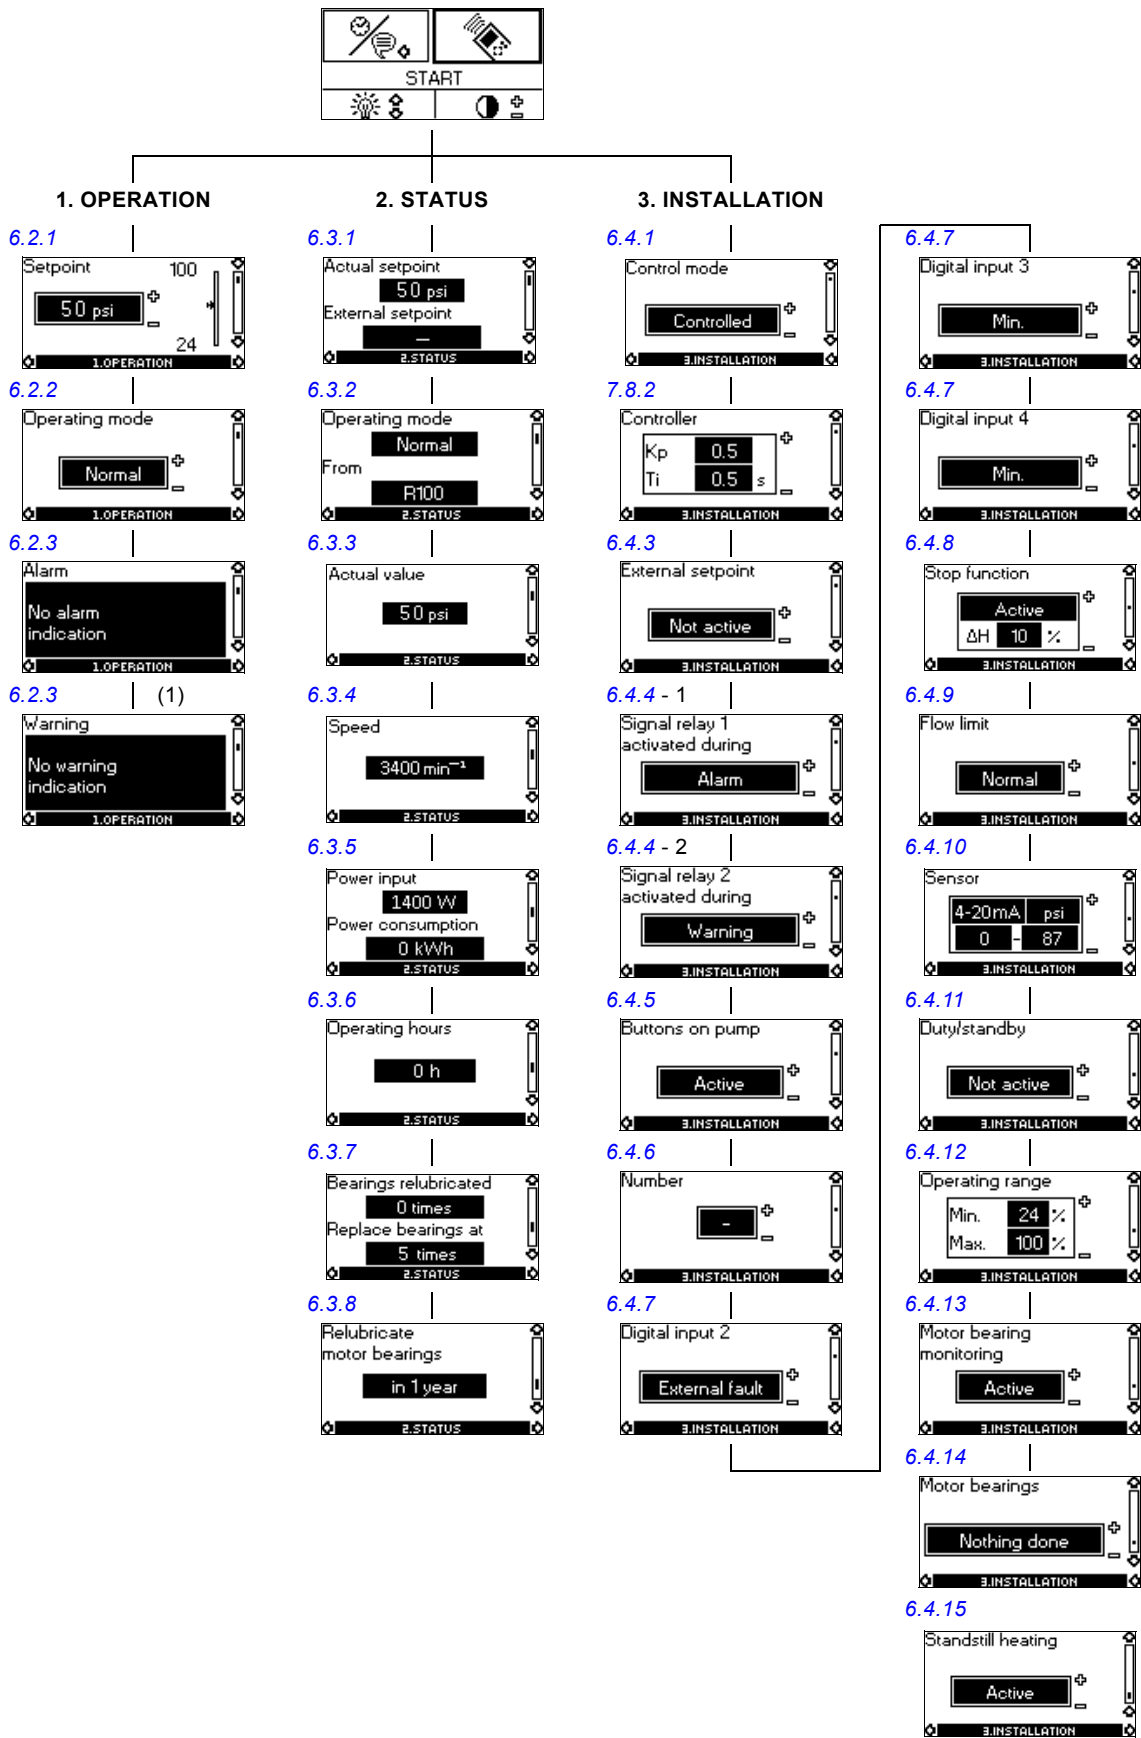 START
1. OPERATION
2. STATUS
3. INSTALLATION
6.2.1
Setpoint
100
50 psi
24
1.OPERATION
6.2.2
Operating mode
Normal
1.OPERATION
6.2.3
Alarm
No alarm
indication
1.OPERATION
6.2.3
(1)
Warning
No warning
indication
1.OPERATION
6.3.1
Actual setpoint
50 psi
External setpoint
—
2.STATUS
6.3.2
Operating mode
Normal
From
R100
2.STATUS
6.3.3
Actual value
50 psi
2.STATUS
6.3.4
Speed
3400 min⁻¹
2.STATUS
6.3.5
Power input
1400 W
Power consumption
0 kWh
2.STATUS
6.3.6
Operating hours
0 h
2.STATUS
6.3.7
Bearings relubricated
0 times
Replace bearings at
5 times
2.STATUS
6.3.8
Relubricate
motor bearings
in 1 year
2.STATUS
6.4.1
Control mode
Controlled
3.INSTALLATION
7.8.2
Controller
Kp 0.5
Ti 0.5 s
3.INSTALLATION
6.4.3
External setpoint
Not active
3.INSTALLATION
6.4.4 - 1
Signal relay 1
activated during
Alarm
3.INSTALLATION
6.4.4 - 2
Signal relay 2
activated during
Warning
3.INSTALLATION
6.4.5
Buttons on pump
Active
3.INSTALLATION
6.4.6
Number
-
3.INSTALLATION
6.4.7
Digital input 2
External fault
3.INSTALLATION
6.4.7
Digital input 3
Min.
3.INSTALLATION
6.4.7
Digital input 4
Min.
3.INSTALLATION
6.4.8
Stop function
Active
ΔH 10 %
3.INSTALLATION
6.4.9
Flow limit
Normal
3.INSTALLATION
6.4.10
Sensor
4-20mA psi
0 - 87
3.INSTALLATION
6.4.11
Duty/standby
Not active
3.INSTALLATION
6.4.12
Operating range
Min. 24 %
Max. 100 %
3.INSTALLATION
6.4.13
Motor bearing
monitoring
Active
3.INSTALLATION
6.4.14
Motor bearings
Nothing done
3.INSTALLATION
6.4.15
Standstill heating
Active
3.INSTALLATION